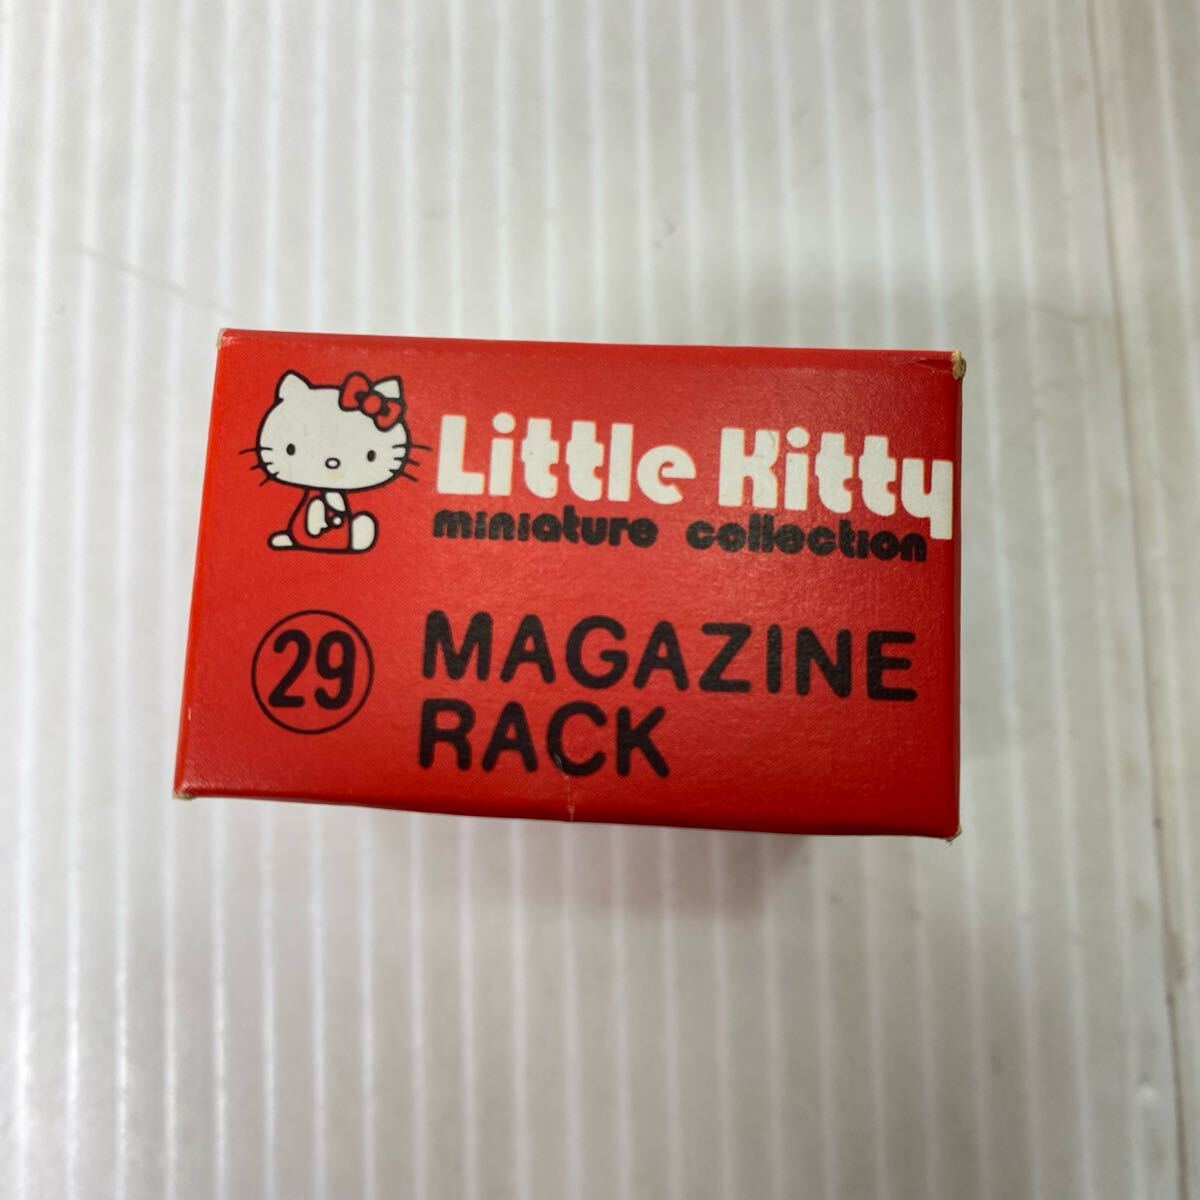 Little Kitty
miniature collection
29 MAGAZINE
RACK